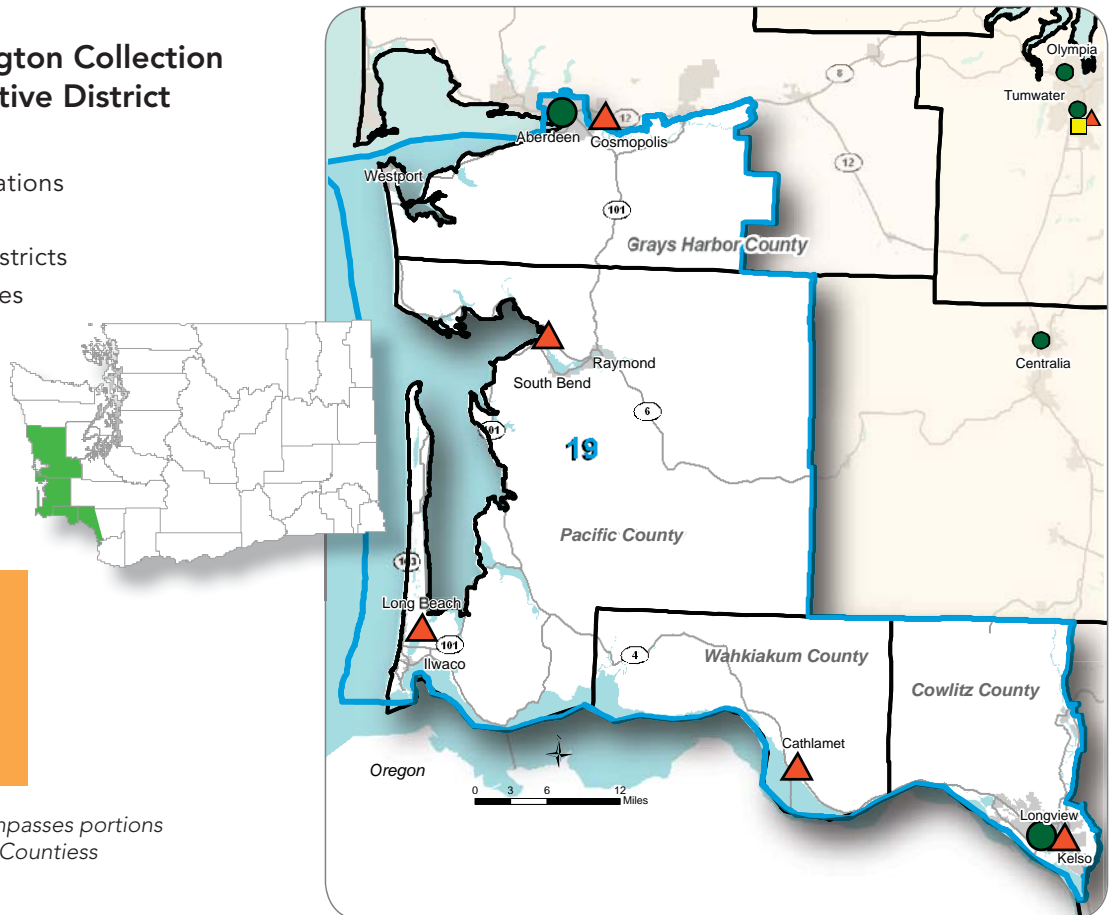 gton Collection
tive District
ations
stricts
es
mpasses portions
Countiess
Olympia
8
Tumwater
12
Aberdeen
Cosmopolis
12
Westport
101
Grays Harbor County
Centralia
Raymond
South Bend
6
101
19
Pacific County
103
Long Beach
101
Ilwaco
4
Wahkiakum County
Cowlitz County
Cathlamet
Oregon
0 3 6 12
Miles
Longview
Kelso